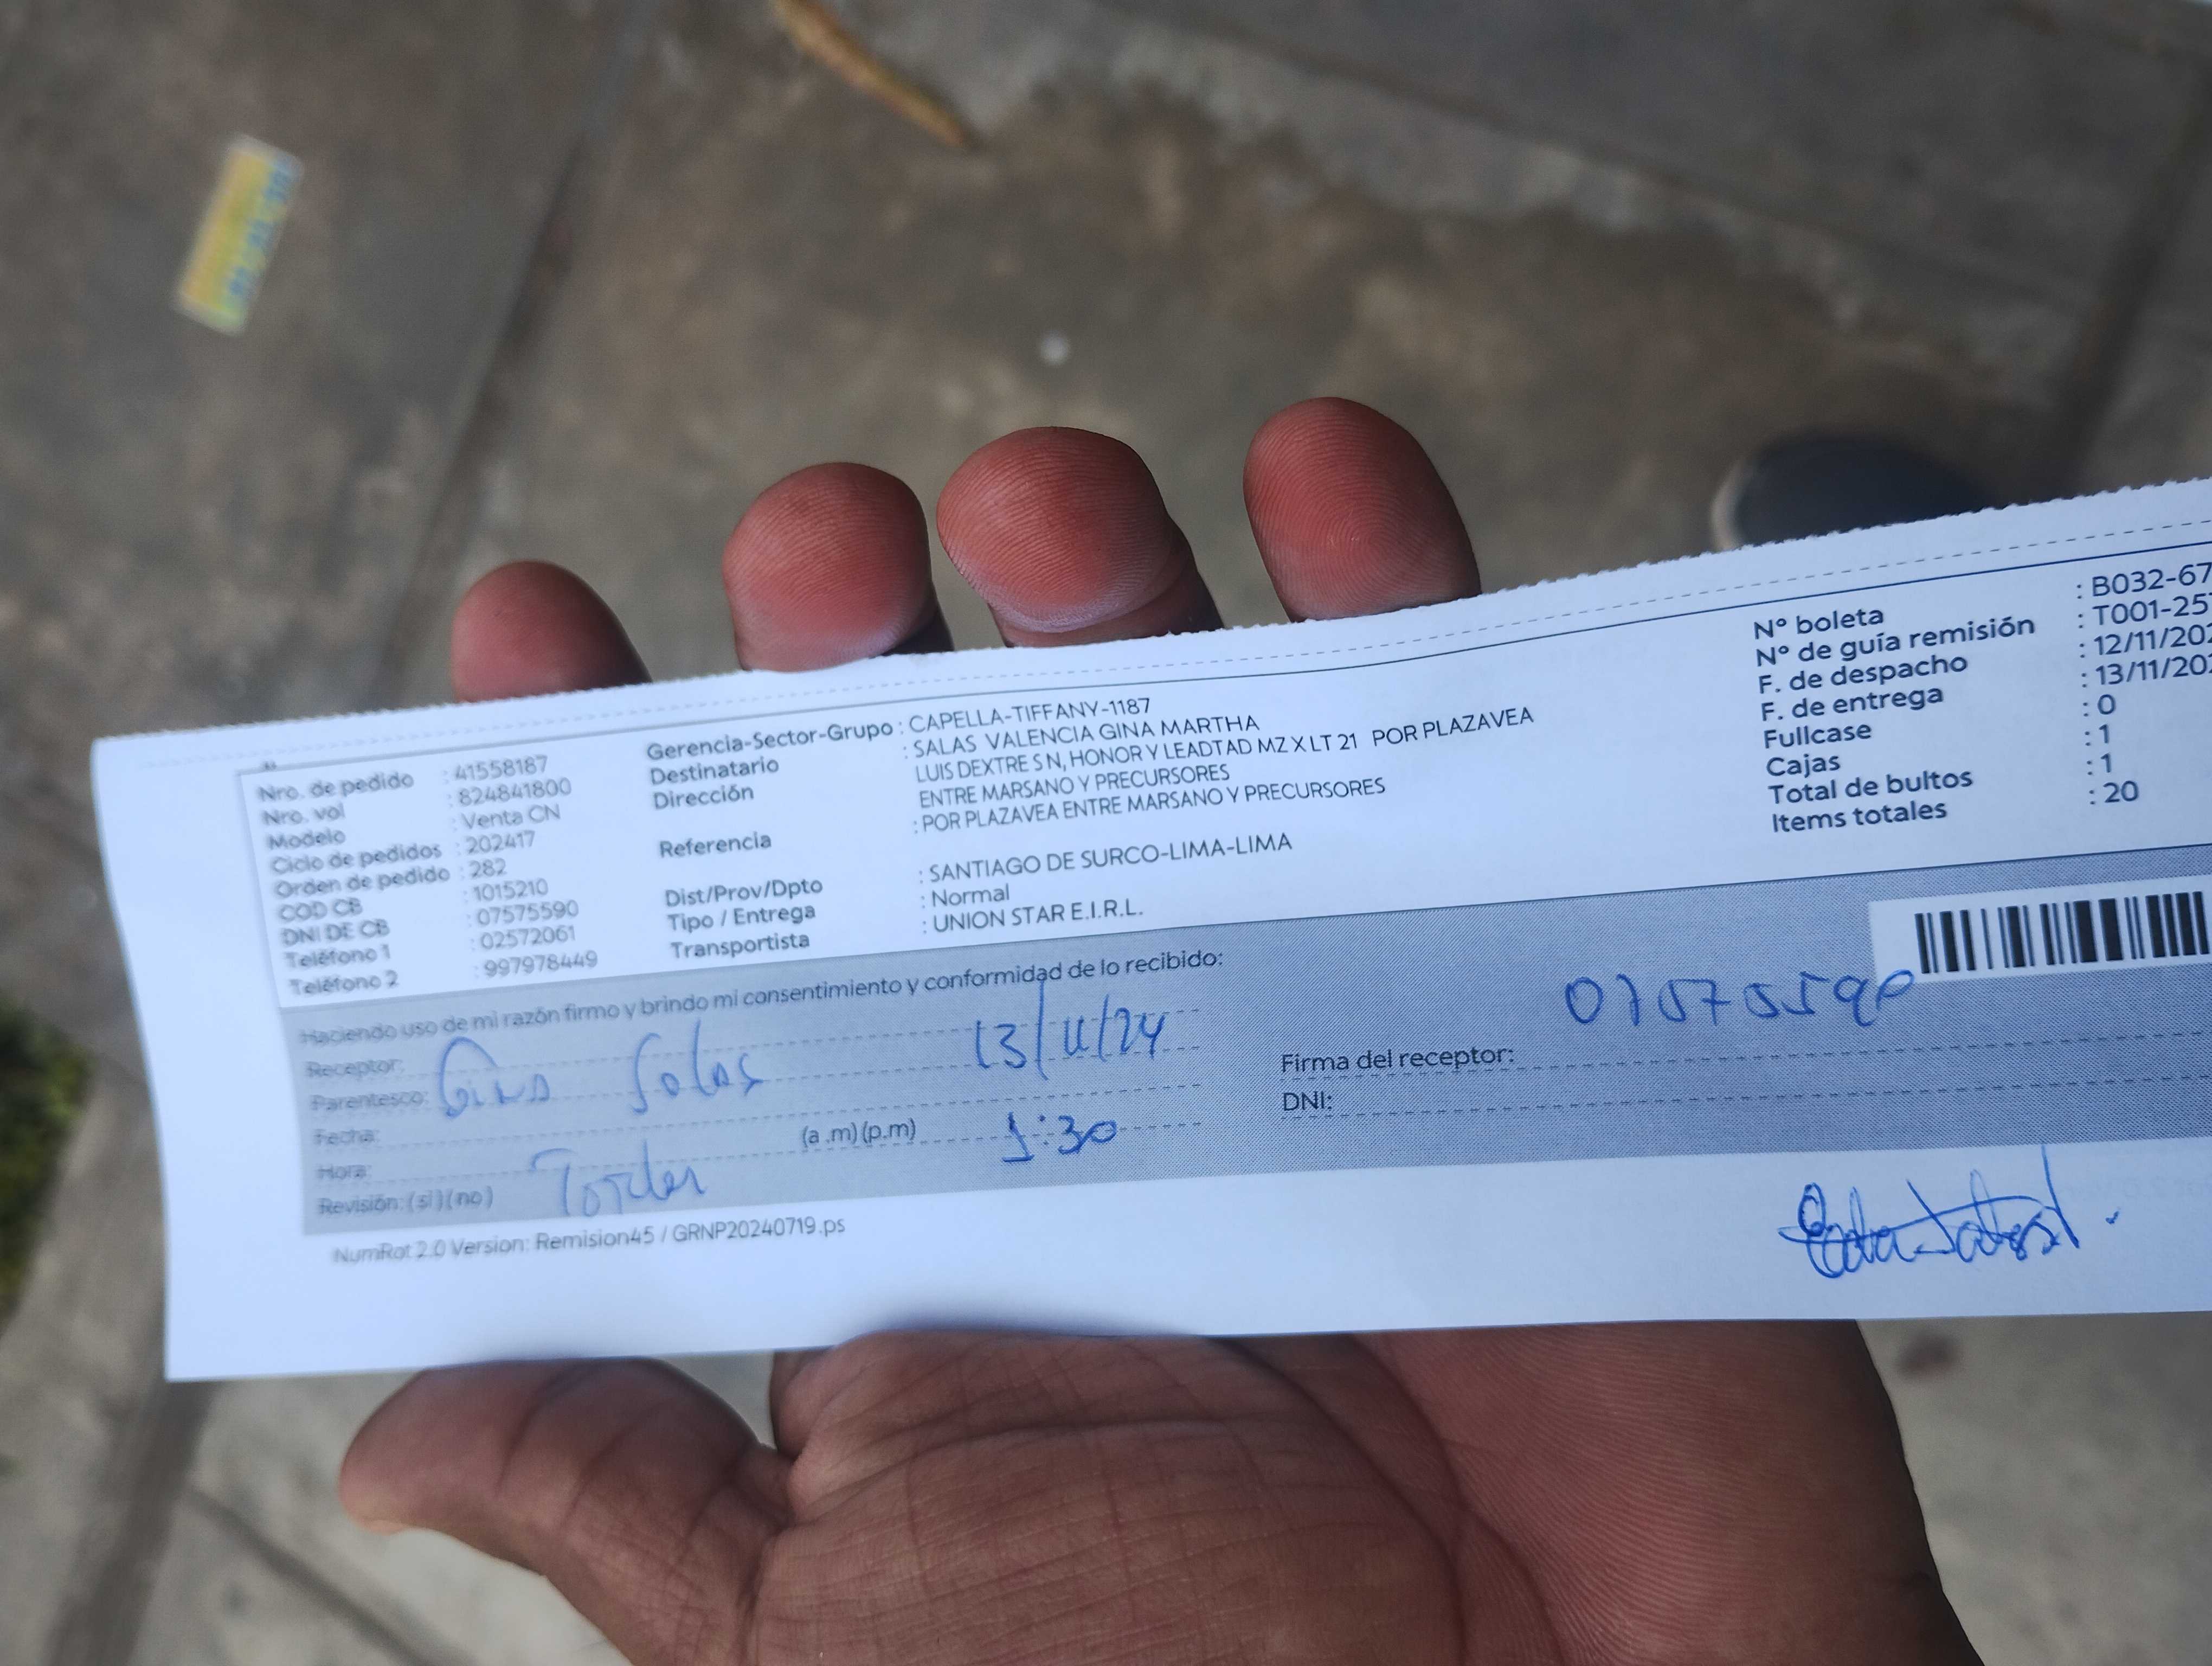 Nro. de pedido : 41558187
Nro. vol : 824841800
Modelo : Venta CN
Ciclo de pedidos : 202417
Orden de pedido : 282
COD CB : 1015210
DNI DE CB : 07575590
Teléfono 1 : 02572061
Teléfono 2 : 997978449
Gerencia-Sector-Grupo : CAPELLA-TIFFANY-1187
Destinatario : SALAS VALENCIA GINA MARTHA
Dirección LUIS DEXTRE S N, HONOR Y LEADTAD MZ X LT 21 POR PLAZAVEA
ENTRE MARSANO Y PRECURSORES
Referencia : POR PLAZAVEA ENTRE MARSANO Y PRECURSORES
Dist/Prov/Dpto : SANTIAGO DE SURCO-LIMA-LIMA
Tipo / Entrega : Normal
Transportista : UNION STAR E.I.R.L.
N° boleta : B032-67
N° de guía remisión : T001-25
F. de despacho : 12/11/202
F. de entrega : 13/11/202
Fullcase : 0
Cajas : 1
Total de bultos : 1
Items totales : 20
Haciendo uso de mi razón firmo y brindo mi consentimiento y conformidad de lo recibido:
Receptor:
Parentesco: Gina Salas 13/11/24
Fecha:
Hora: (a .m) (p.m) 1:30
Revisión: (si) (no)
07575590
Firma del receptor:
DNI:
NumRot 2.0 Version: Remision45 / GRNP20240719.ps